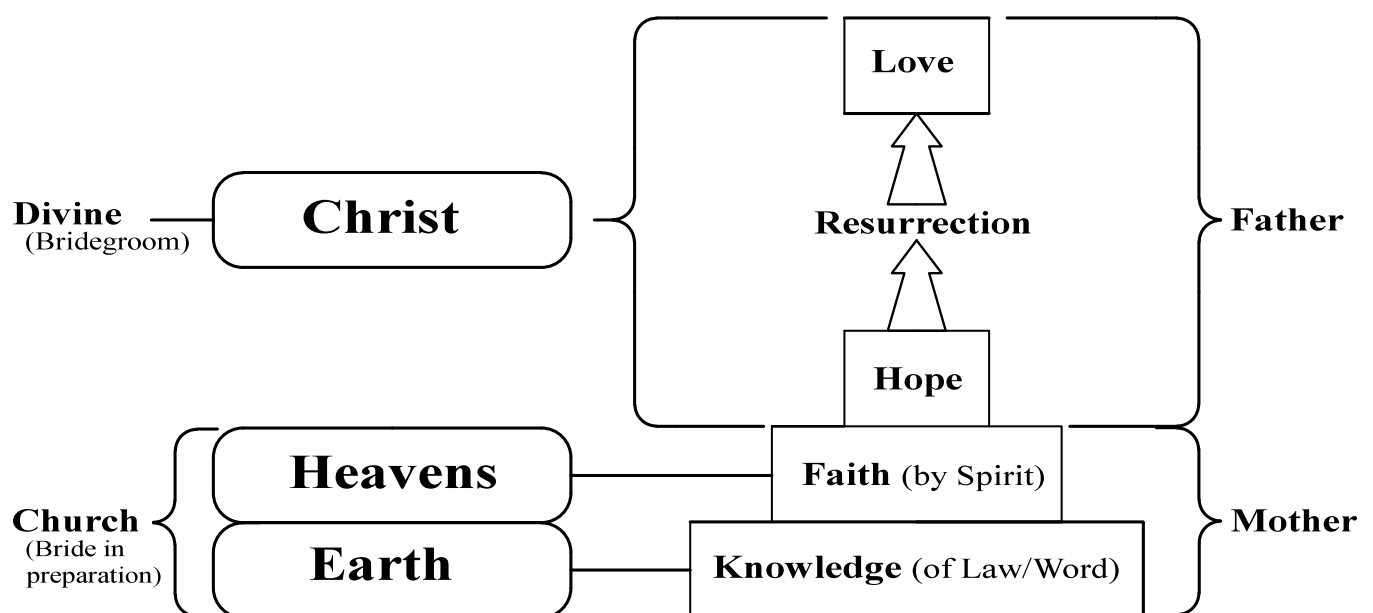 Love
Divine
(Bridegroom)
Christ
Resurrection
Father
Hope
Heavens
Faith (by Spirit)
Church
(Bride in
preparation)
Mother
Earth
Knowledge (of Law/Word)